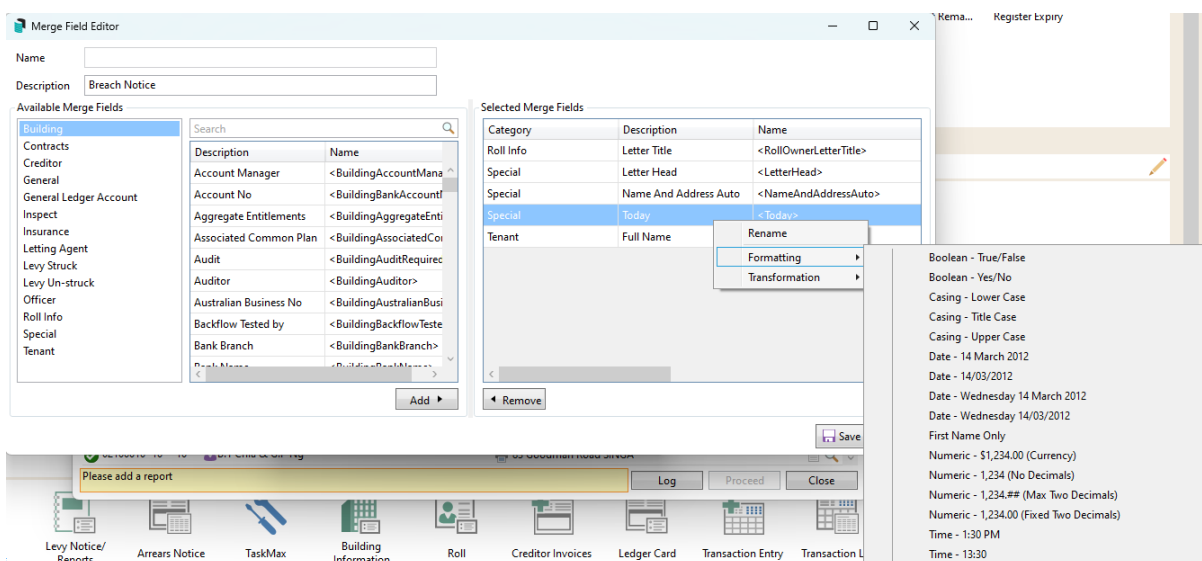 Merge Field Editor
Rema...
Register Expiry
Name
Description
Breach Notice
Available Merge Fields
Building
Contracts
Creditor
General
General Ledger Account
Inspect
Insurance
Letting Agent
Levy Struck
Levy Un-struck
Officer
Roll Info
Special
Tenant
Search
Description Name
Account Manager <BuildingAccountMana
Account No <BuildingBankAccountN
Aggregate Entitlements <BuildingAggregateEnti
Associated Common Plan <BuildingAssociatedCor
Audit <BuildingAuditRequired
Auditor <BuildingAuditor>
Australian Business No <BuildingAustralianBusi
Backflow Tested by <BuildingBackflowTeste
Bank Branch <BuildingBankBranch>
Bank Name <BuildingBankName>
Add
Selected Merge Fields
Category Description Name
Roll Info Letter Title <RollOwnerLetterTitle>
Special Letter Head <LetterHead>
Special Name And Address Auto <NameAndAddressAuto>
Special Today <Today>
Tenant Full Name
Remove
Save
Rename
Formatting
Transformation
Boolean - True/False
Boolean - Yes/No
Casing - Lower Case
Casing - Title Case
Casing - Upper Case
Date - 14 March 2012
Date - 14/03/2012
Date - Wednesday 14 March 2012
Date - Wednesday 14/03/2012
First Name Only
Numeric - $1,234.00 (Currency)
Numeric - 1,234 (No Decimals)
Numeric - 1,234.## (Max Two Decimals)
Numeric - 1,234.00 (Fixed Two Decimals)
Time - 1:30 PM
Time - 13:30
Please add a report
Log
Proceed
Close
Levy Notice/
Reports
Arrears Notice
TaskMax
Building
Information
Roll
Creditor Invoices
Ledger Card
Transaction Entry
Transaction L